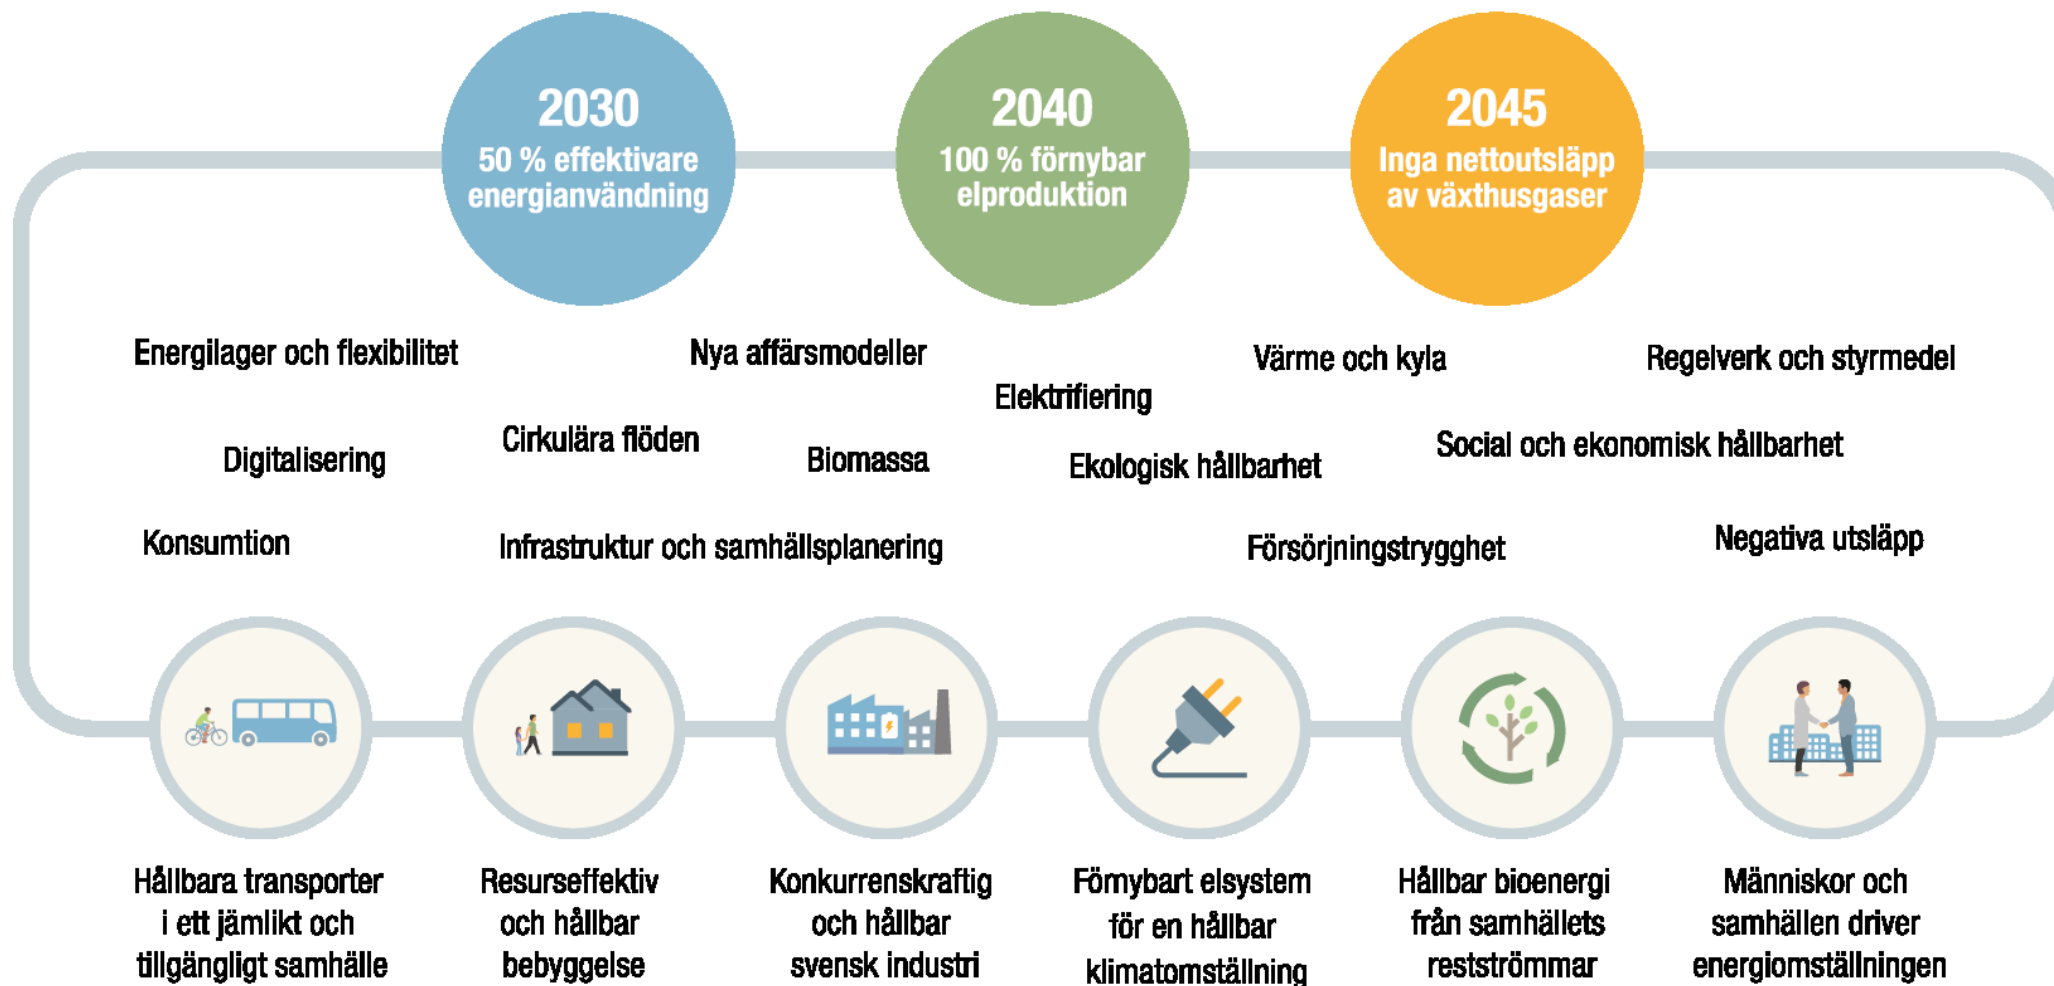 2030
50 % effektivare
energianvändning
2040
100 % förnybar
elproduktion
2045
Inga nettoutsläpp
av växthusgaser
Energilager och flexibilitet
Nya affärsmodeller
Värme och kyla
Regelverk och styrmedel
Elektrifiering
Cirkulära flöden
Social och ekonomisk hållbarhet
Digitalisering
Biomassa
Ekologisk hållbarhet
Konsumtion
Infrastruktur och samhällsplanering
Försörjningstrygghet
Negativa utsläpp
Hållbara transporter
i ett jämlikt och
tillgängligt samhälle
Resurseffektiv
och hållbar
bebyggelse
Konkurrenskraftig
och hållbar
svensk industri
Förnybart elsystem
för en hållbar
klimatomställning
Hållbar bioenergi
från samhällets
restströmmar
Människor och
samhällen driver
energiomställningen